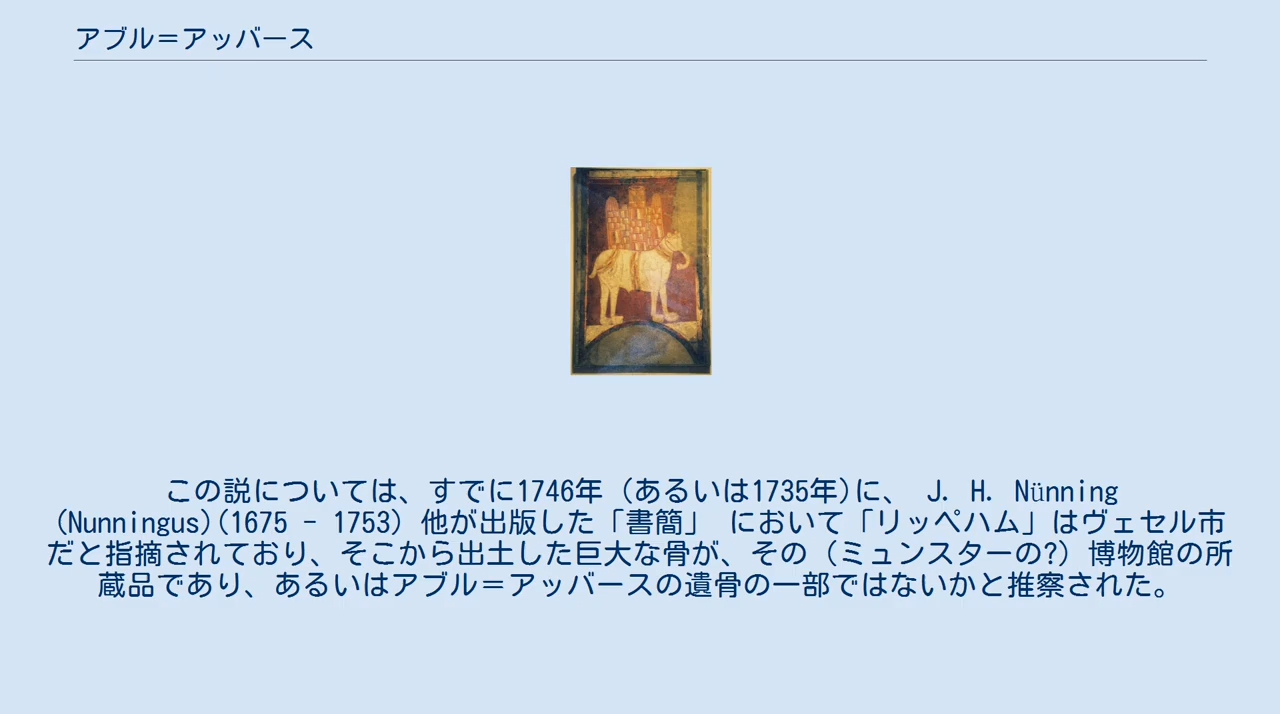 アブル＝アッバース
この説については、すでに1746年 (あるいは1735年)に、 J. H. Nünning
(Nunningus)(1675 - 1753) 他が出版した「書簡」 において「リッペハム」はヴェセル市
だと指摘されており、そこから出土した巨大な骨が、その（ミュンスターの?）博物館の所
蔵品であり、あるいはアブル＝アッバースの遺骨の一部ではないかと推察された。